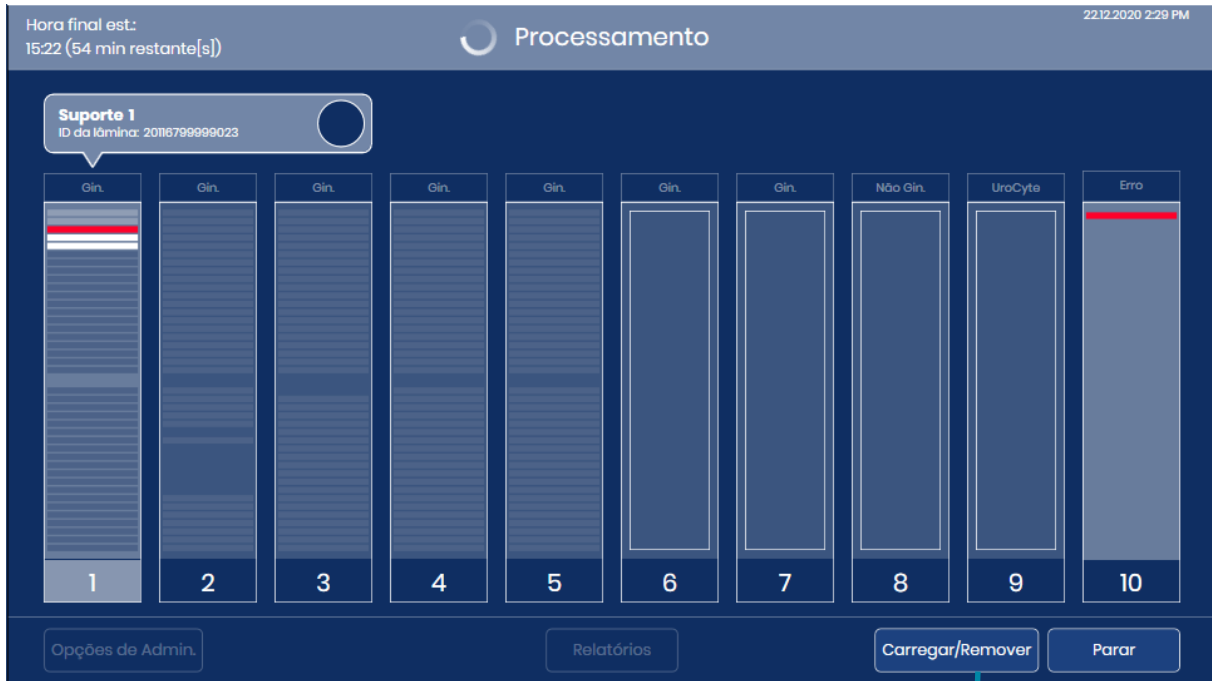 Hora final est.:
15:22 (54 min restante[s])
Processamento
22.12.2020 2:29 PM
Suporte 1
ID da lâmina: 20116799999023
Gin. Gin. Gin. Gin. Gin. Gin. Gin. Não Gin. UroCyte Erro
1 2 3 4 5 6 7 8 9 10
Opções de Admin. Relatórios Carregar/Remover Parar